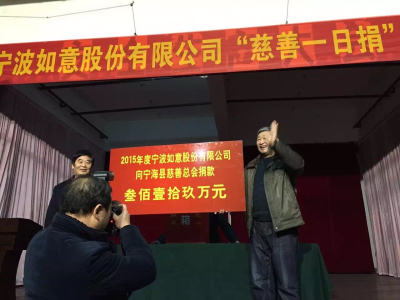 宁波如意股份有限公司“慈善一日捐”
2015年度宁波如意股份有限公司
向宁海县慈善总会捐款
叁佰壹拾玖万元
箱